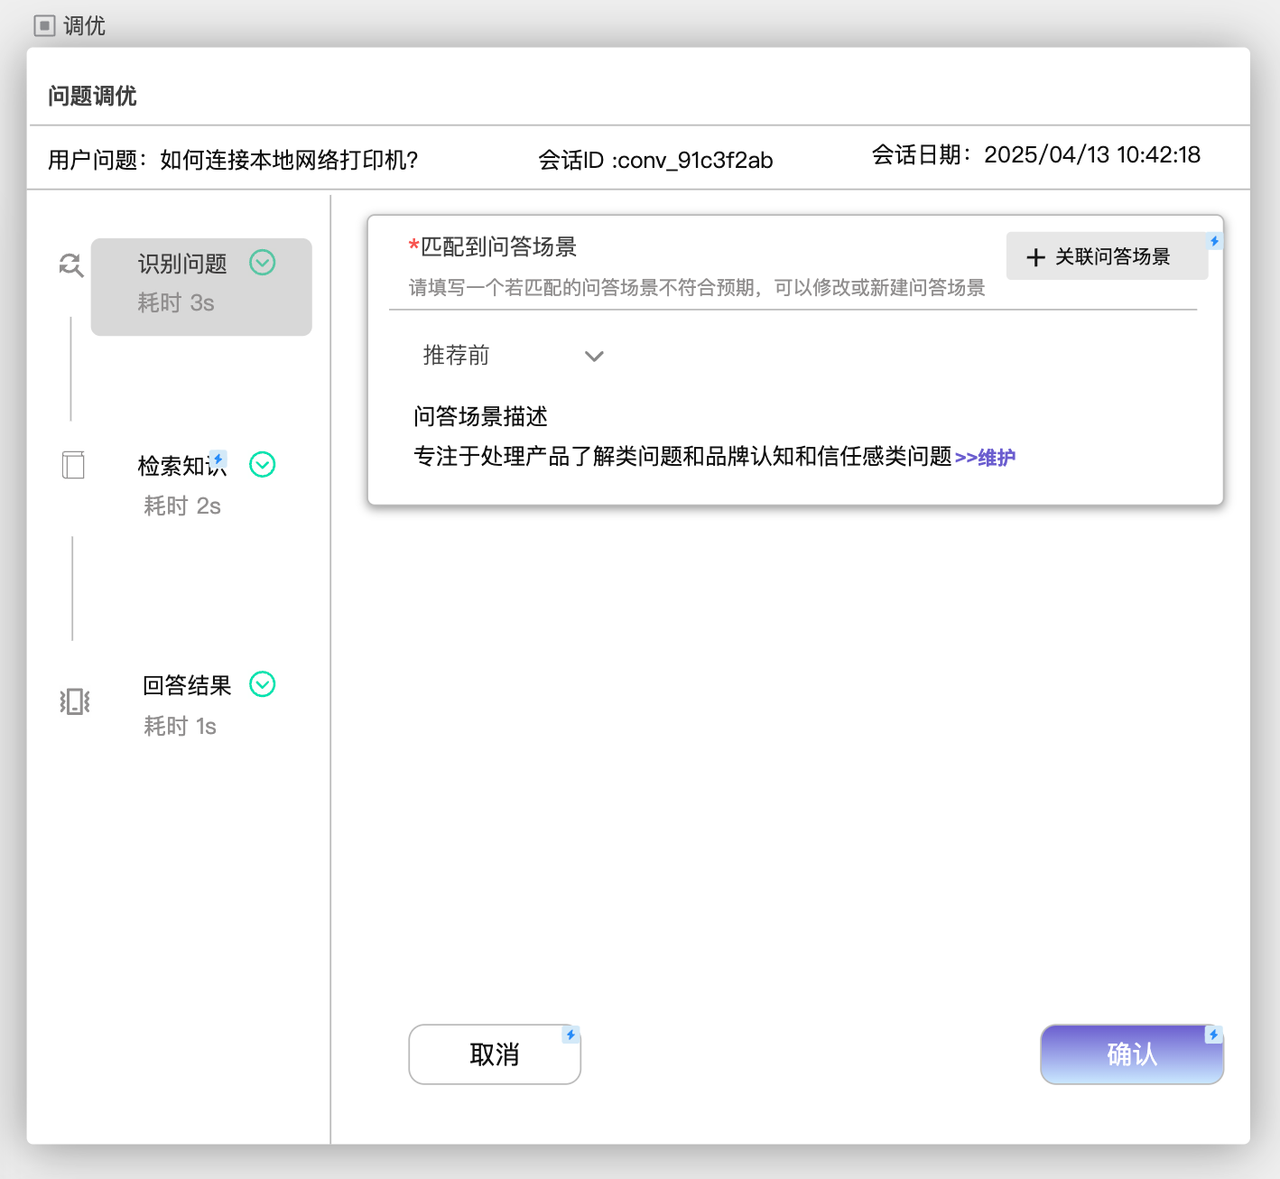 调优
问题调优
用户问题：如何连接本地网络打印机?
会话ID :conv_91c3f2ab
会话日期：2025/04/13 10:42:18
识别问题
耗时 3s
检索知识
耗时 2s
回答结果
耗时 1s
*匹配到问答场景
请填写一个若匹配的问答场景不符合预期，可以修改或新建问答场景
+ 关联问答场景
推荐前
问答场景描述
专注于处理产品了解类问题和品牌认知和信任感类问题>>维护
取消
确认